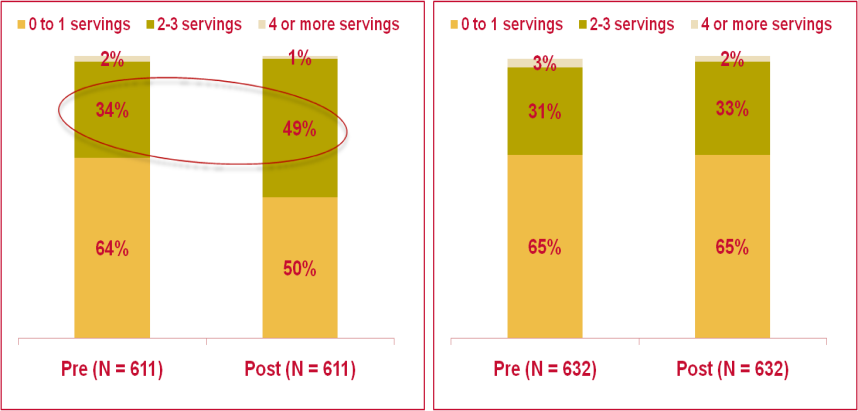 0 to 1 servings 2-3 servings 4 or more servings
2% 1%
34%
49%
64%
50%
Pre (N = 611) Post (N = 611)
0 to 1 servings 2-3 servings 4 or more servings
3% 2%
31% 33%
65% 65%
Pre (N = 632) Post (N = 632)